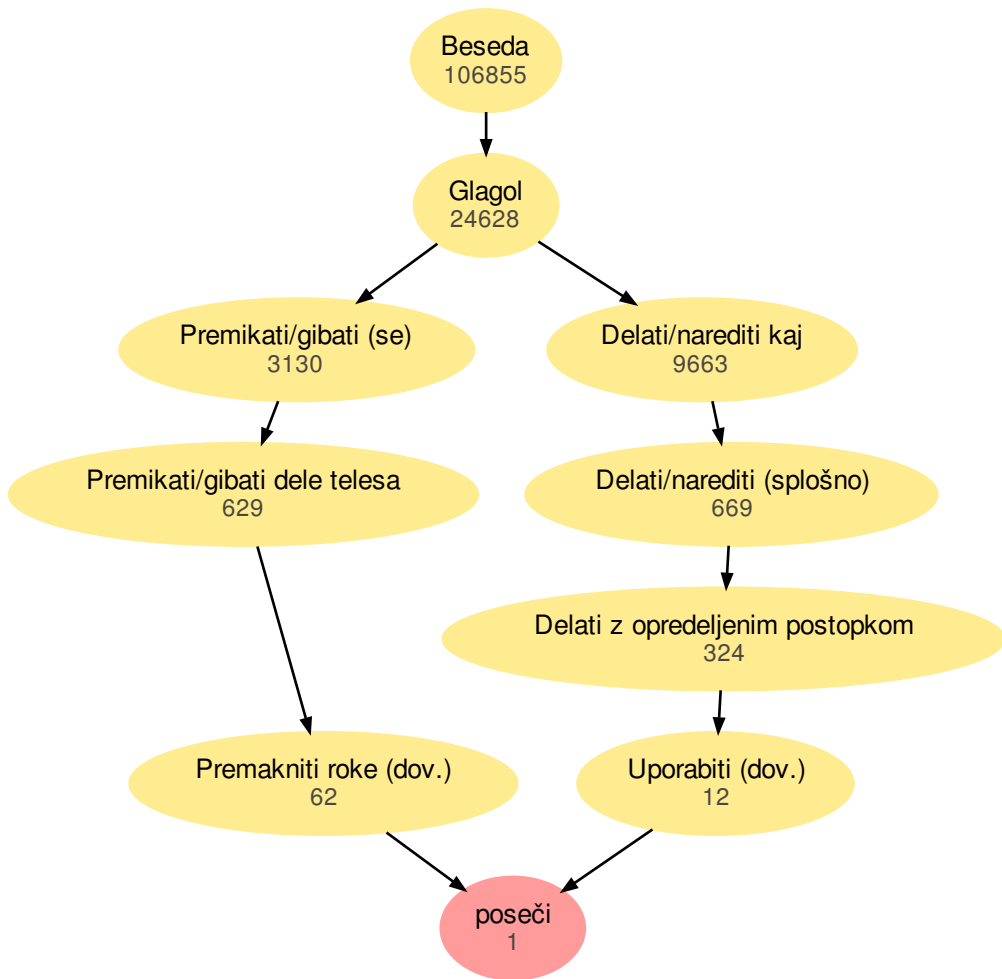 Beseda
106855
Glagol
24628
Premikati/gibati (se)
3130
Delati/narediti kaj
9663
Premikati/gibati dele telesa
629
Delati/narediti (splošno)
669
Delati z opredeljenim postopkom
324
Premakniti roke (dov.)
62
Uporabiti (dov.)
12
poseči
1